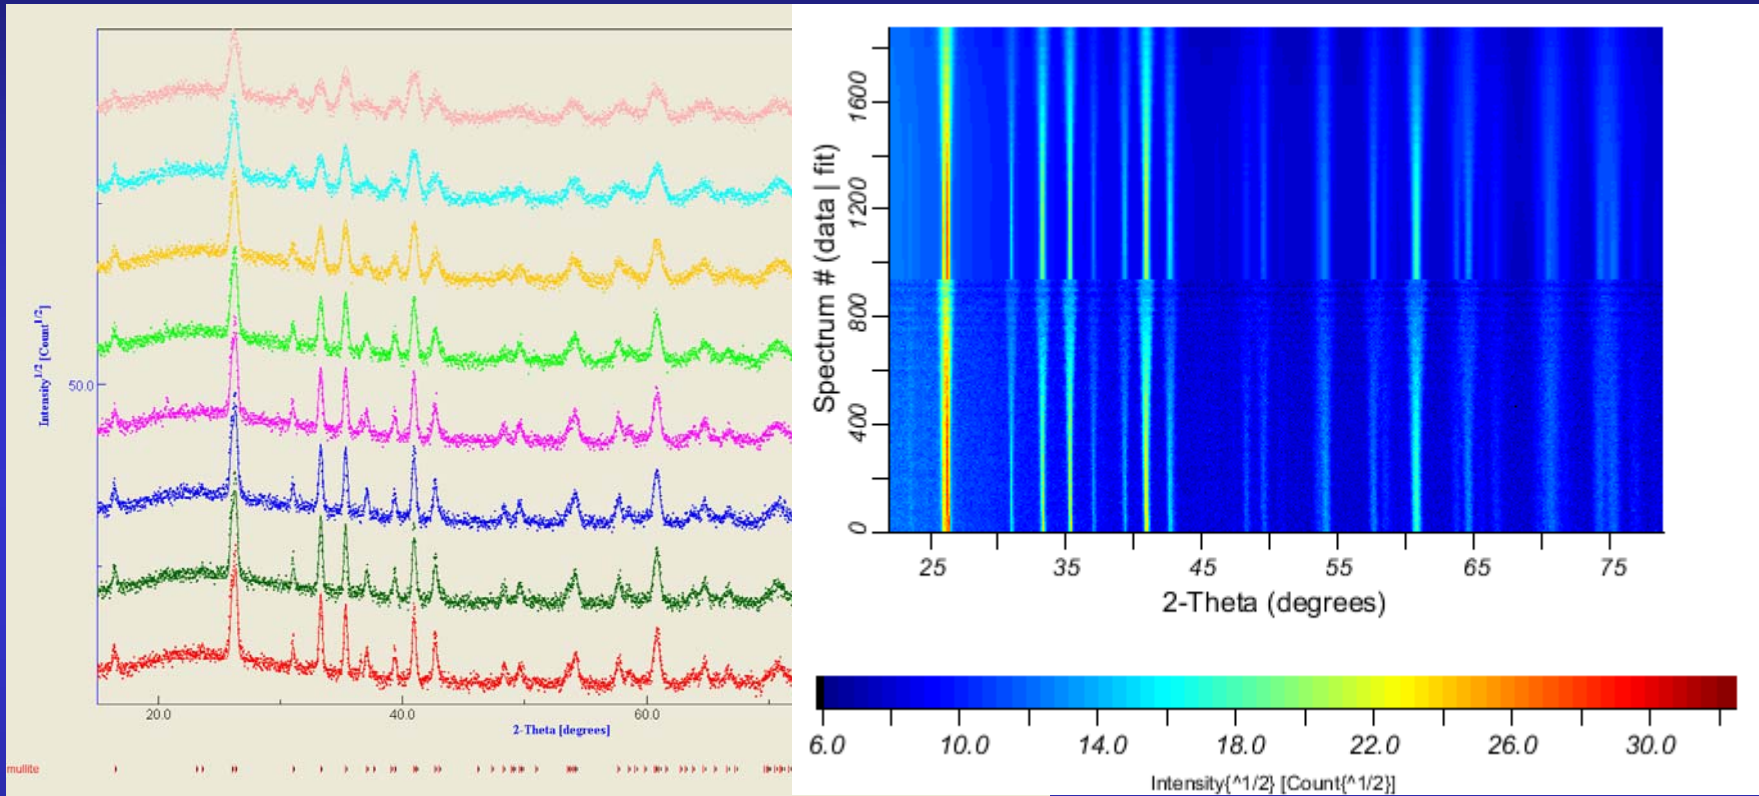 Intensity^1/2 [Count^1/2]
50.0
20.0 40.0 60.0
2-Theta [degrees]
mullite
Spectrum # (data | fit)
1600
1200
800
400
0
25 35 45 55 65 75
2-Theta (degrees)
6.0 10.0 14.0 18.0 22.0 26.0 30.0
Intensity{^1/2} [Count{^1/2}]